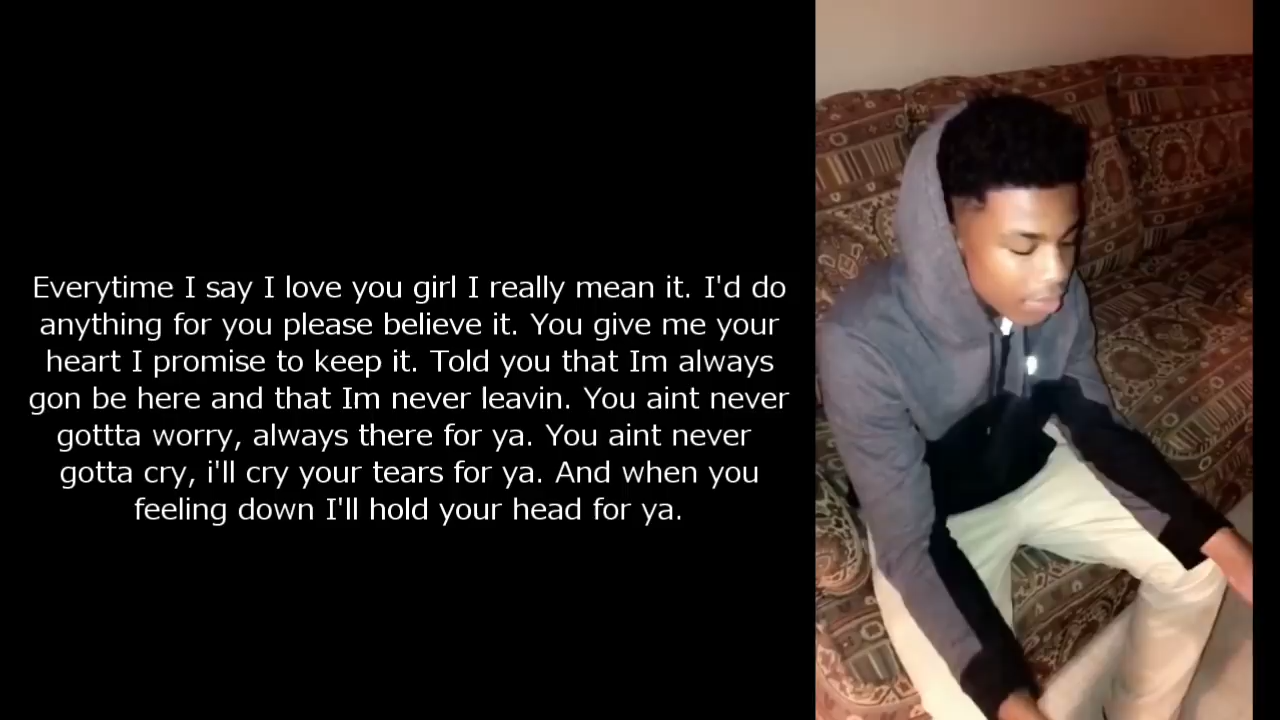 Everytime I say I love you girl I really mean it. I'd do
anything for you please believe it. You give me your
heart I promise to keep it. Told you that Im always
gon be here and that Im never leavin. You aint never
gottta worry, always there for ya. You aint never
gotta cry, i'll cry your tears for ya. And when you
feeling down I'll hold your head for ya.